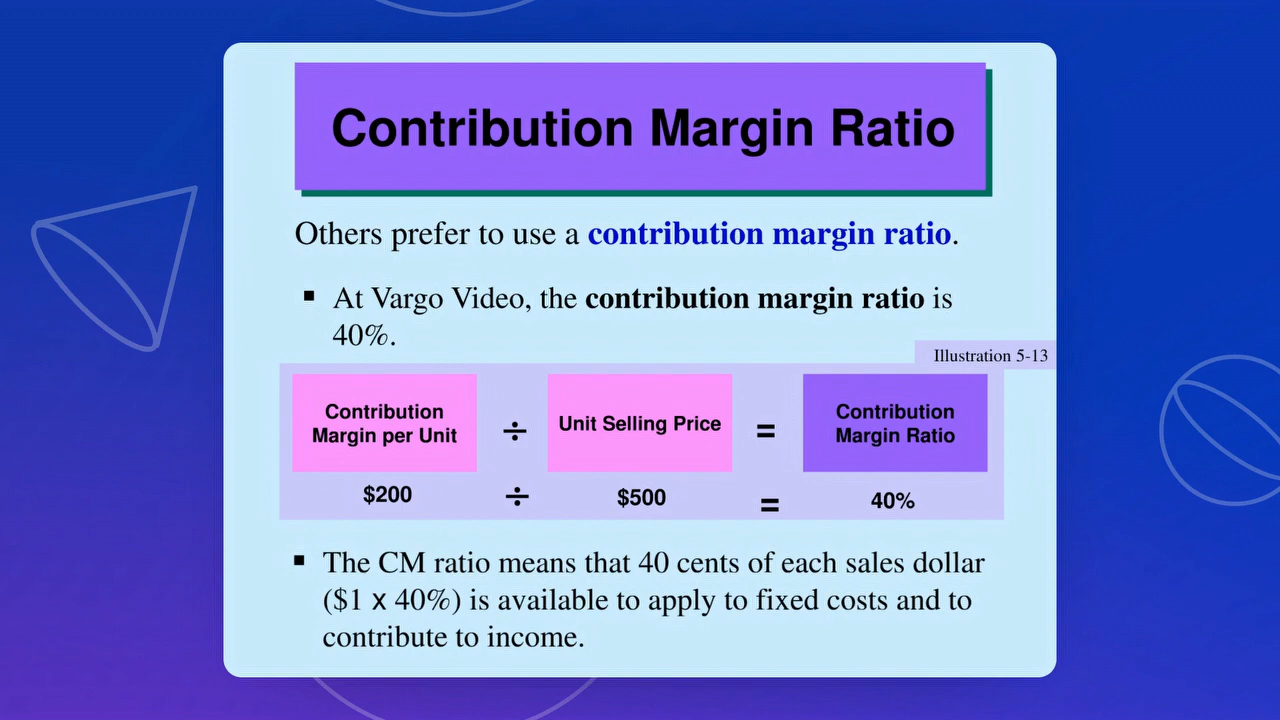 Contribution Margin Ratio
Others prefer to use a contribution margin ratio.
▪ At Vargo Video, the contribution margin ratio is
40%.
Illustration 5-13
Contribution
Margin per Unit
÷
Unit Selling Price
=
Contribution
Margin Ratio
$200 ÷ $500 = 40%
▪ The CM ratio means that 40 cents of each sales dollar
($1 x 40%) is available to apply to fixed costs and to
contribute to income.